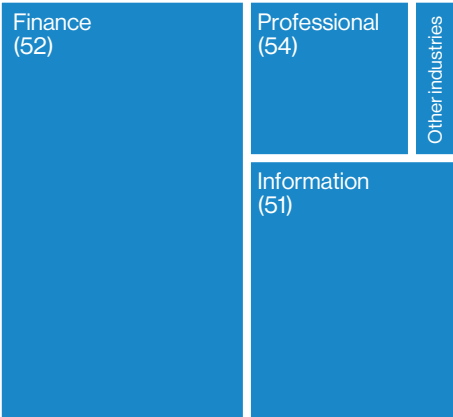 Finance
(52)
Professional
(54)
Other industries
Information
(51)